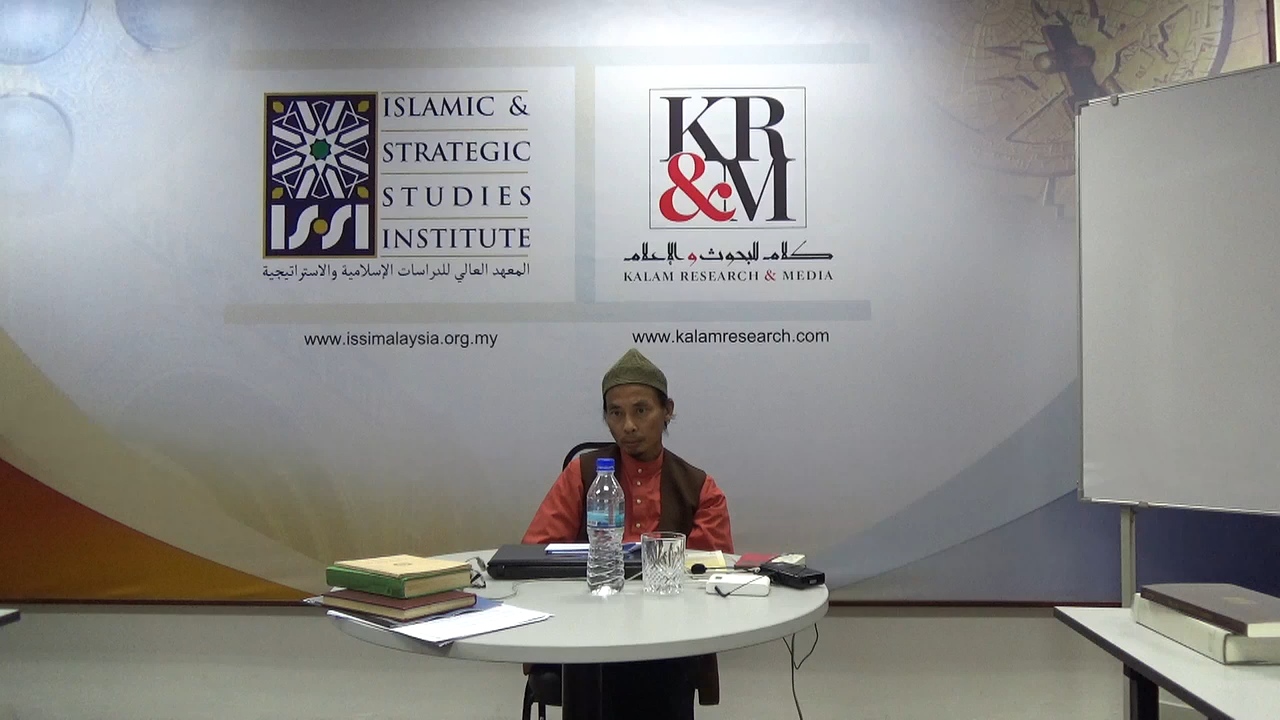 ISLAMIC &
STRATEGIC
STUDIES
INSTITUTE
ISSI
المعهد العالي للدراسات الإسلامية والاستراتيجية
www.issimalaysia.org.my
KR
&M
كلام للبحوث والإعلام
KALAM RESEARCH & MEDIA
www.kalamresearch.com